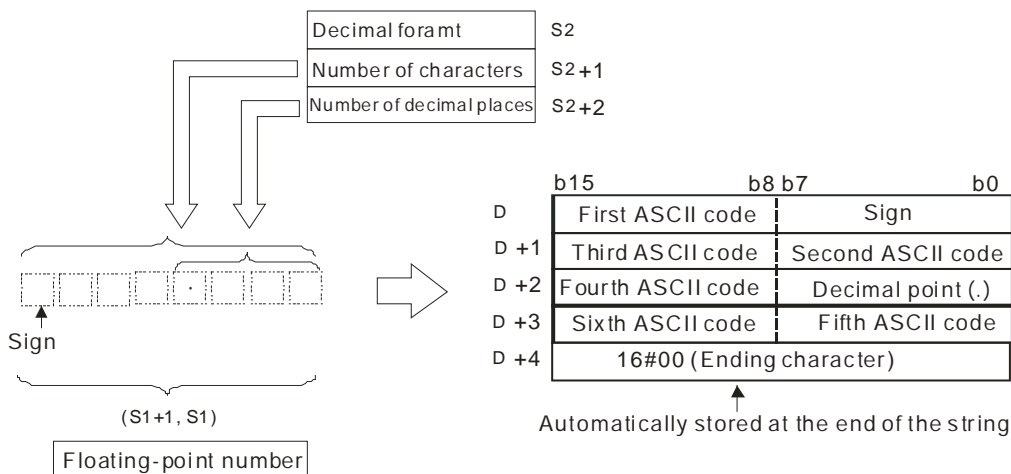 Decimal foramt S2
Number of characters S2+1
Number of decimal places S2+2
b15 b8 b7 b0
D First ASCII code Sign
D +1 Third ASCII code Second ASCII code
D +2 Fourth ASCII code Decimal point (.)
D +3 Sixth ASCII code Fifth ASCII code
D +4 16#00 (Ending character)
Automatically stored at the end of the string
.
Sign
(S1+1, S1)
Floating-point number